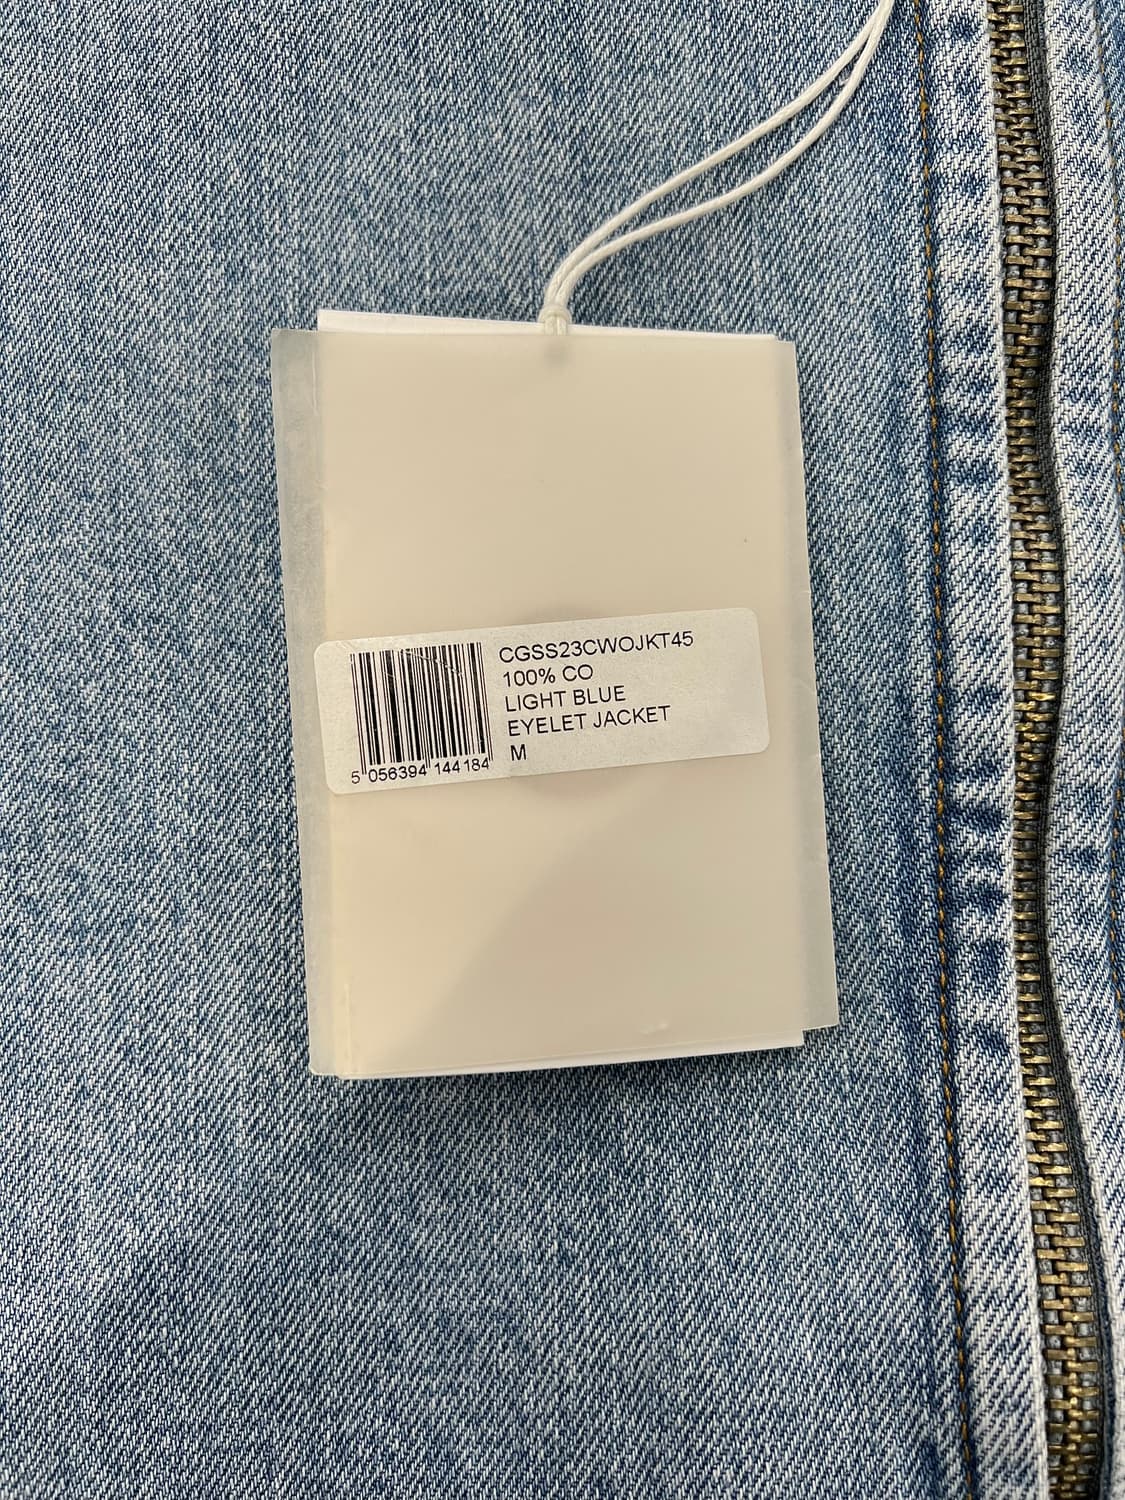 CGSS23CWOJKT45
100% CO
LIGHT BLUE
EYELET JACKET
M
5 056394 144184